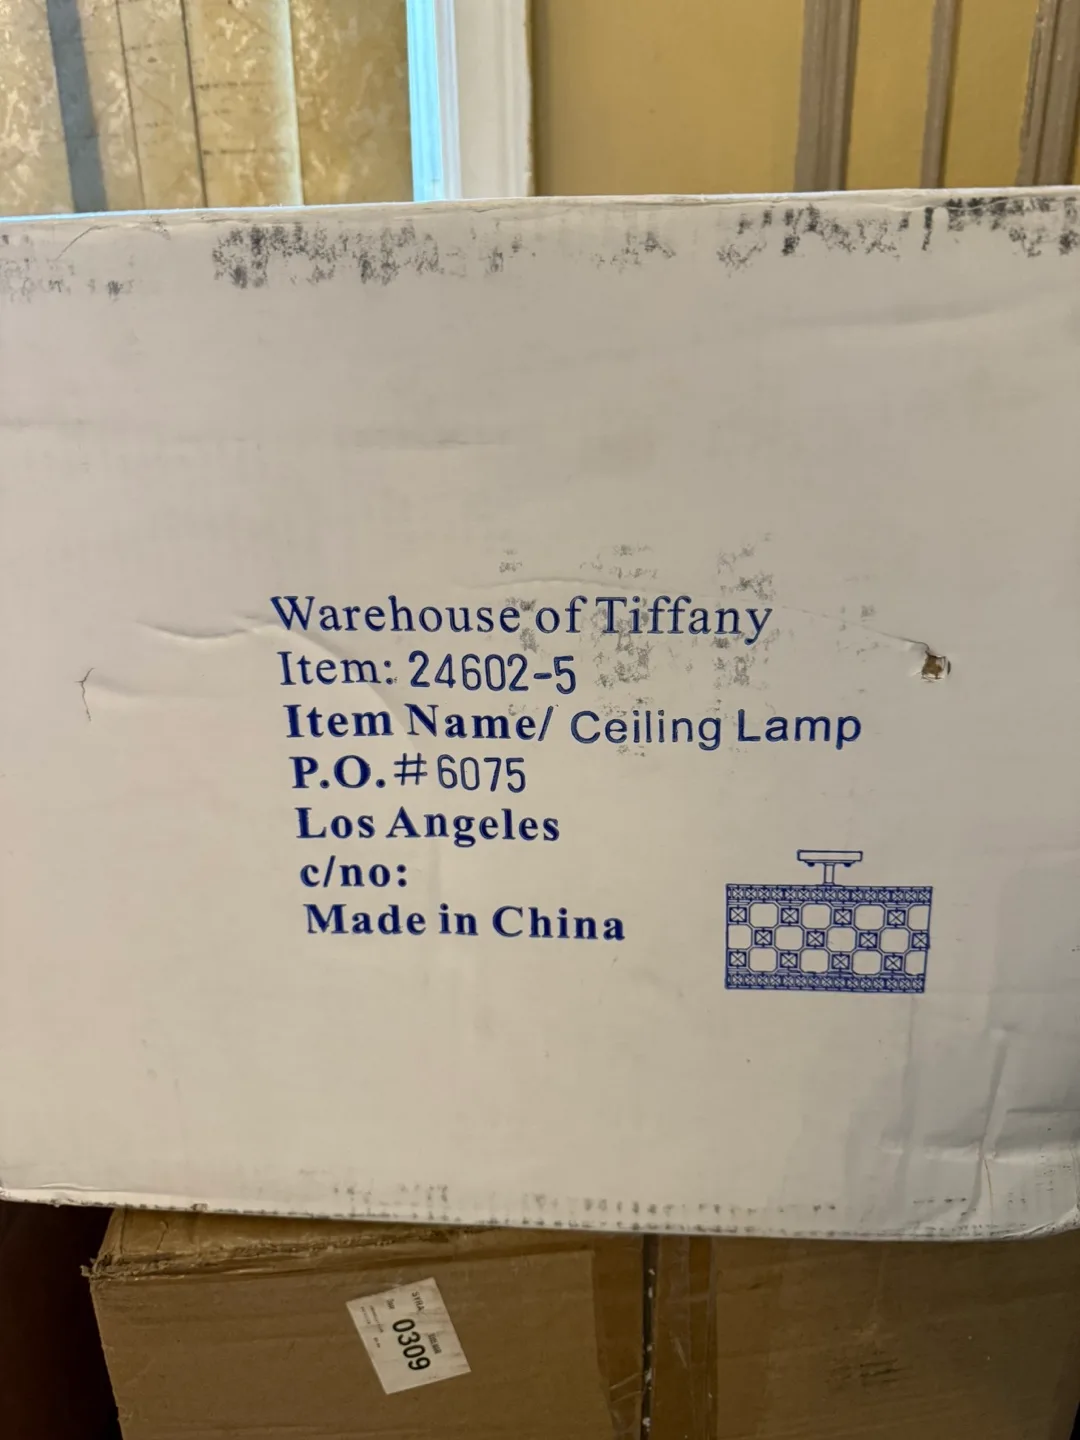 Warehouse of Tiffany
Item: 24602-5
Item Name/ Ceiling Lamp
P.O.#6075
Los Angeles
c/no:
Made in China
0309